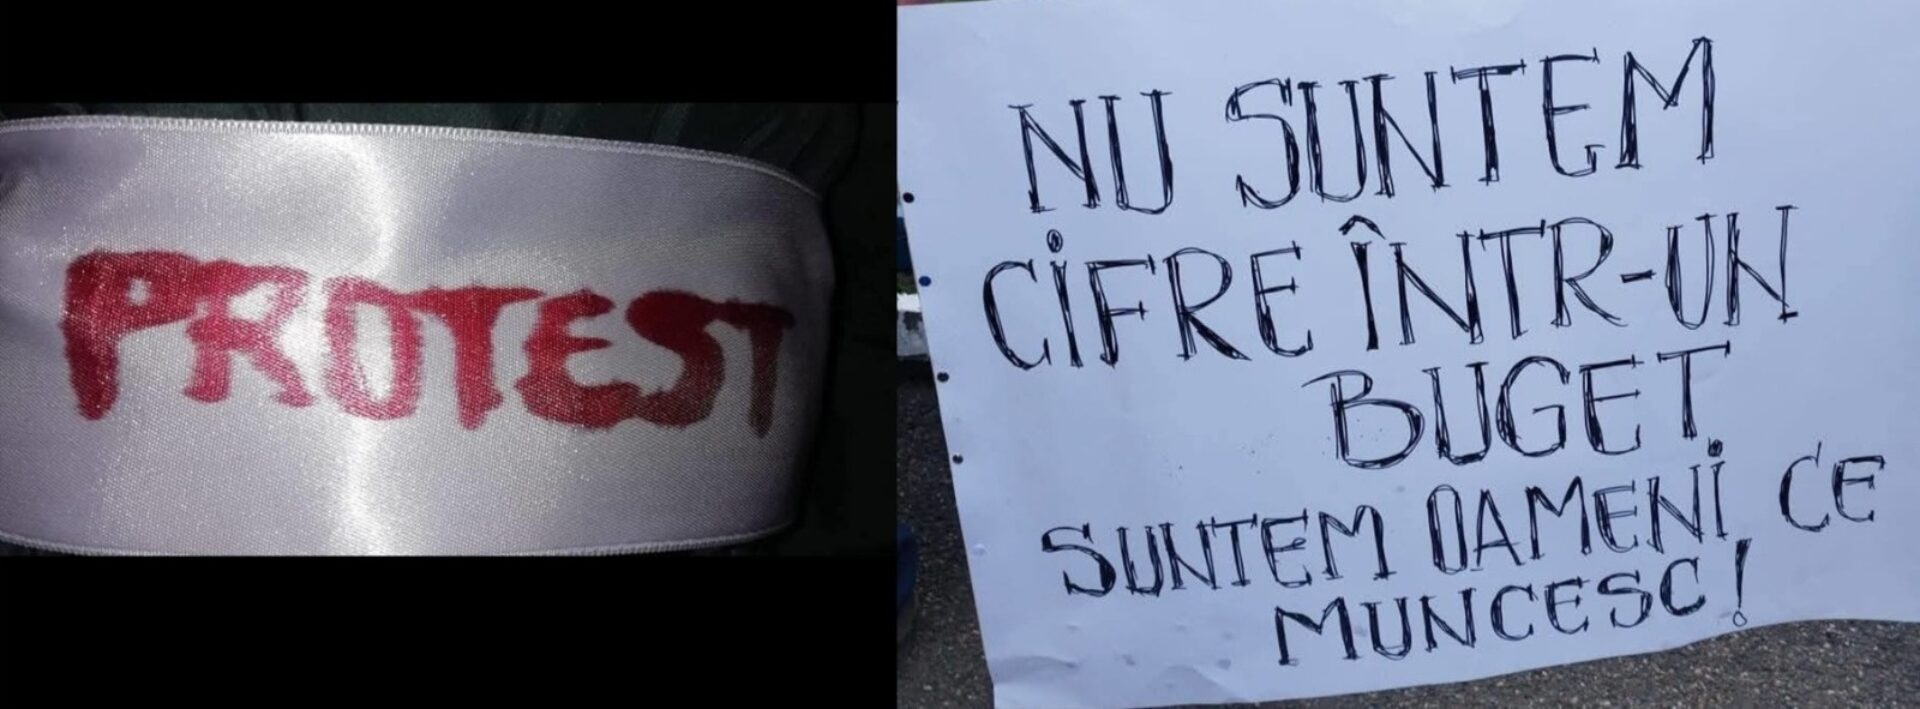 PROTEST
NU SUNTEM
CIFRE ÎNTR-UN
BUGET
SUNTEM OAMENI CE
MUNCESC!